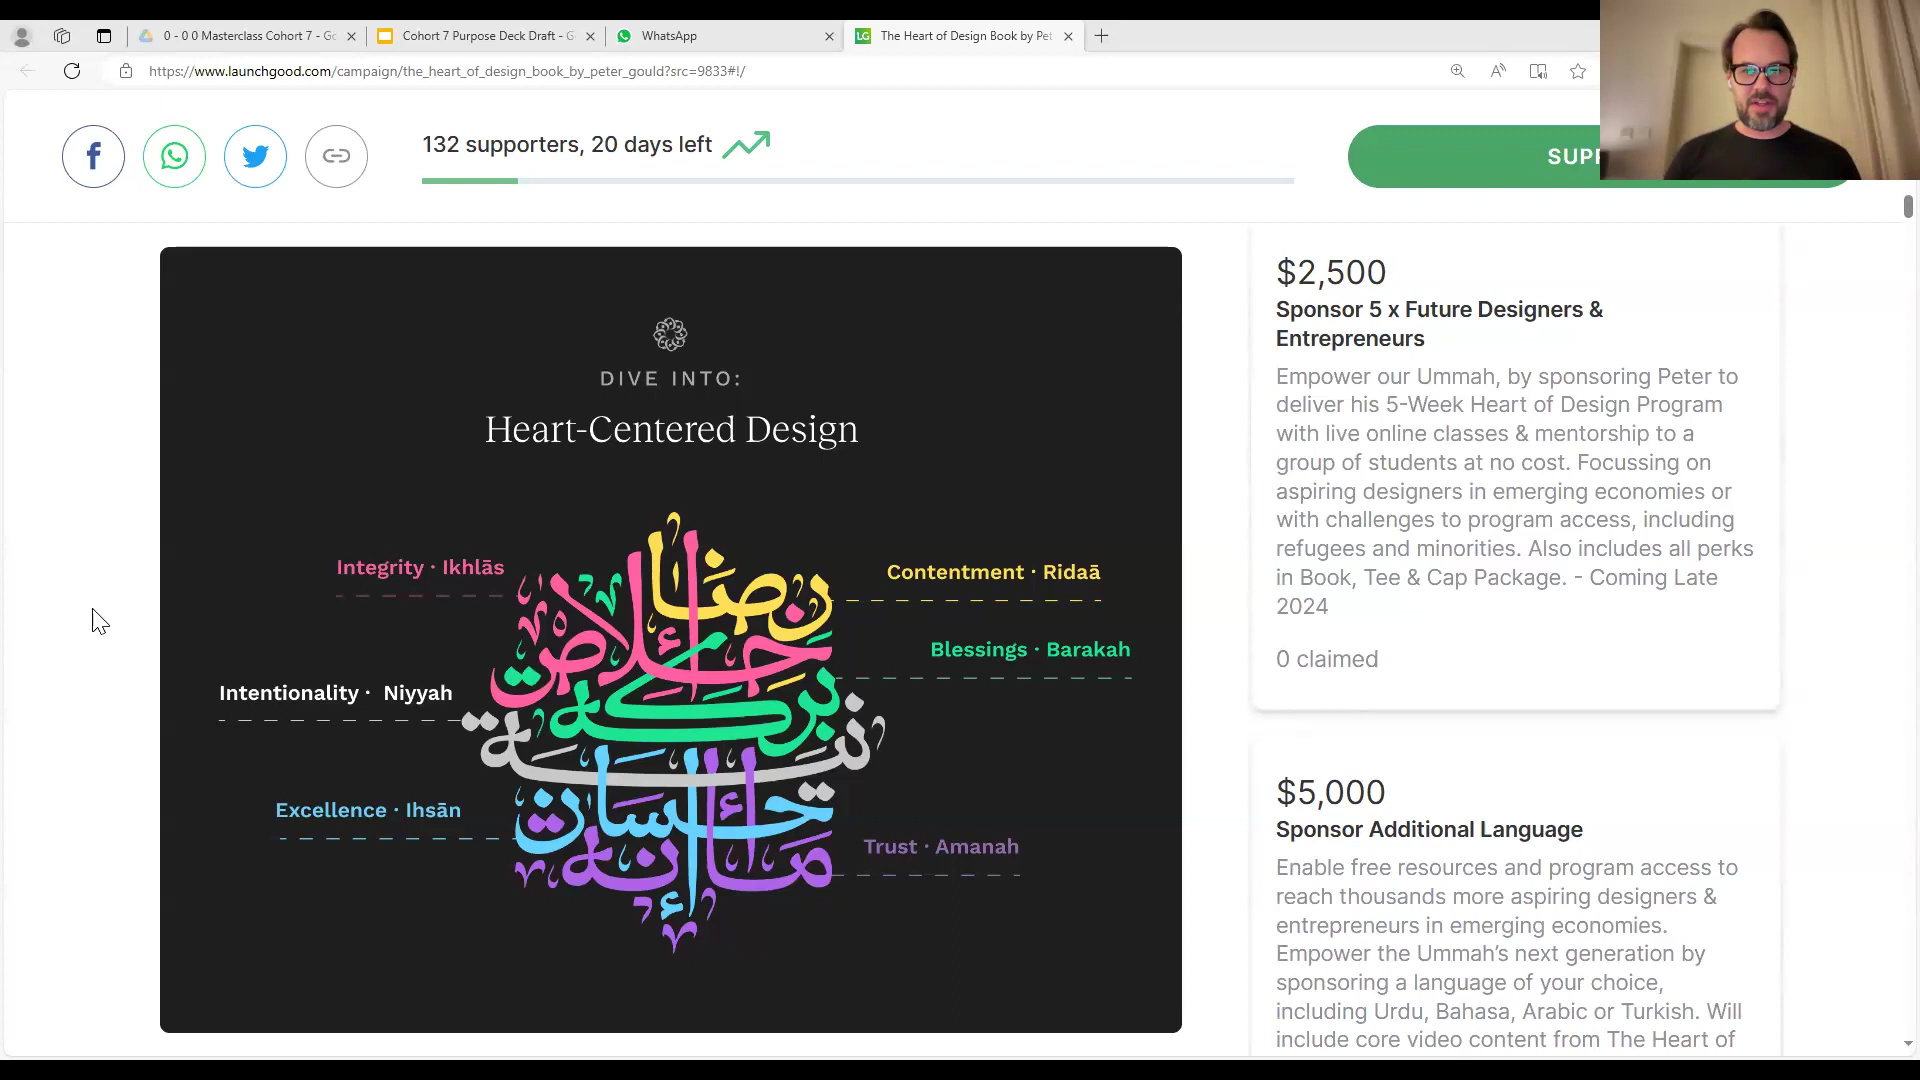 0 - 0 0 Masterclass Cohort 7 - Go
Cohort 7 Purpose Deck Draft - G
WhatsApp
The Heart of Design Book by Pet
https://www.launchgood.com/campaign/the_heart_of_design_book_by_peter_gould?src=9833#!/
132 supporters, 20 days left
SUPP
DIVE INTO:
Heart-Centered Design
Integrity · Ikhlās
Contentment · Ridaā
Blessings · Barakah
Intentionality · Niyyah
Excellence · Ihsān
Trust · Amanah
$2,500
Sponsor 5 x Future Designers &
Entrepreneurs
Empower our Ummah, by sponsoring Peter to
deliver his 5-Week Heart of Design Program
with live online classes & mentorship to a
group of students at no cost. Focussing on
aspiring designers in emerging economies or
with challenges to program access, including
refugees and minorities. Also includes all perks
in Book, Tee & Cap Package. - Coming Late
2024
0 claimed
$5,000
Sponsor Additional Language
Enable free resources and program access to
reach thousands more aspiring designers &
entrepreneurs in emerging economies.
Empower the Ummah’s next generation by
sponsoring a language of your choice,
including Urdu, Bahasa, Arabic or Turkish. Will
include core video content from The Heart of